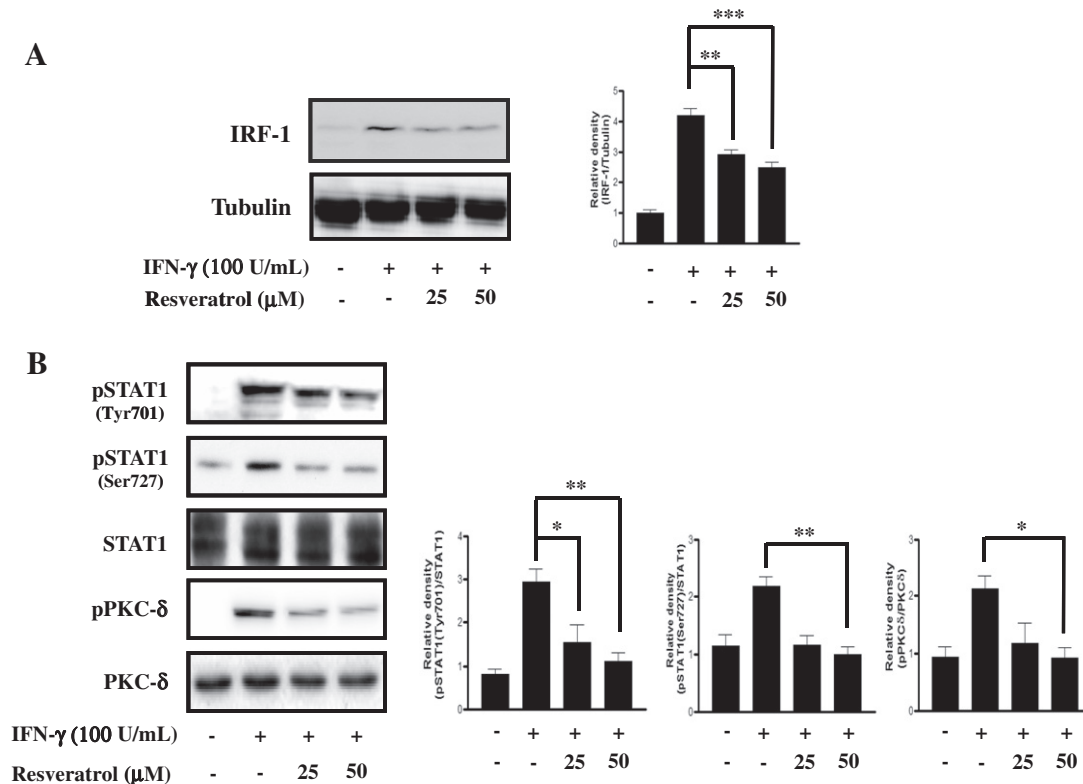 A
IRF-1
Tubulin
IFN-γ (100 U/mL) - + + +
Resveratrol (µM) - - 25 50
***
**
Relative density
(IRF-1/Tubulin)
5
4
3
2
1
0
- + + +
- - 25 50
B
pSTAT1
(Tyr701)
pSTAT1
(Ser727)
STAT1
pPKC-δ
PKC-δ
IFN-γ (100 U/mL) - + + +
Resveratrol (µM) - - 25 50
**
*
Relative density
(pSTAT1(Tyr701)/STAT1)
4
3
2
1
0
- + + +
- - 25 50
**
Relative density
(pSTAT1(Ser727)/STAT1)
3
2
1
0
- + + +
- - 25 50
*
Relative density
(pPKCδ/PKCδ)
3
2
1
0
- + + +
- - 25 50